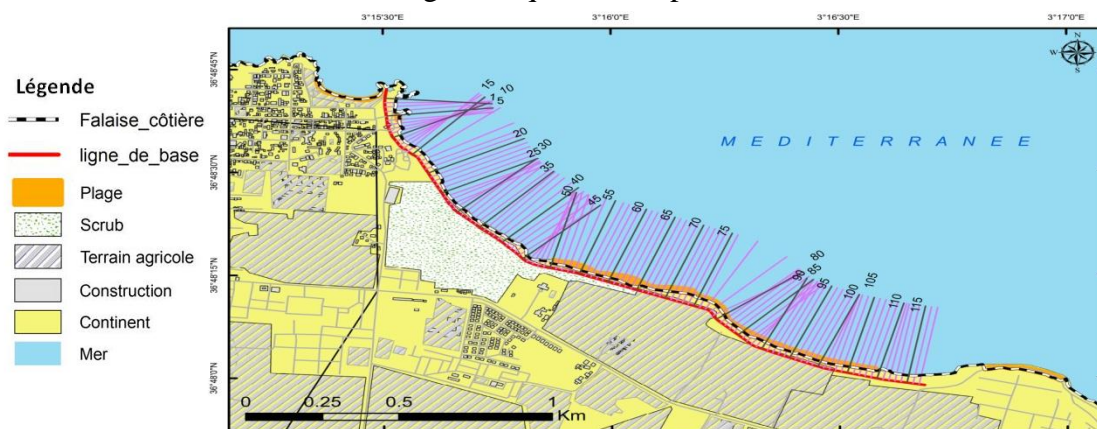 3°15'30"E 3°16'0"E 3°16'30"E 3°17'0"E
36°48'45"N
36°48'30"N
36°48'15"N
36°48'0"N
Légende
Falaise_côtière
ligne_de_base
Plage
Scrub
Terrain agricole
Construction
Continent
Mer
MEDITERRANEE
N
W
E
S
15
10
1
5
20
25
30
35
50
40
45
55
60
65
70
75
80
90
85
95
100
105
110
115
0 0.25 0.5 1
Km